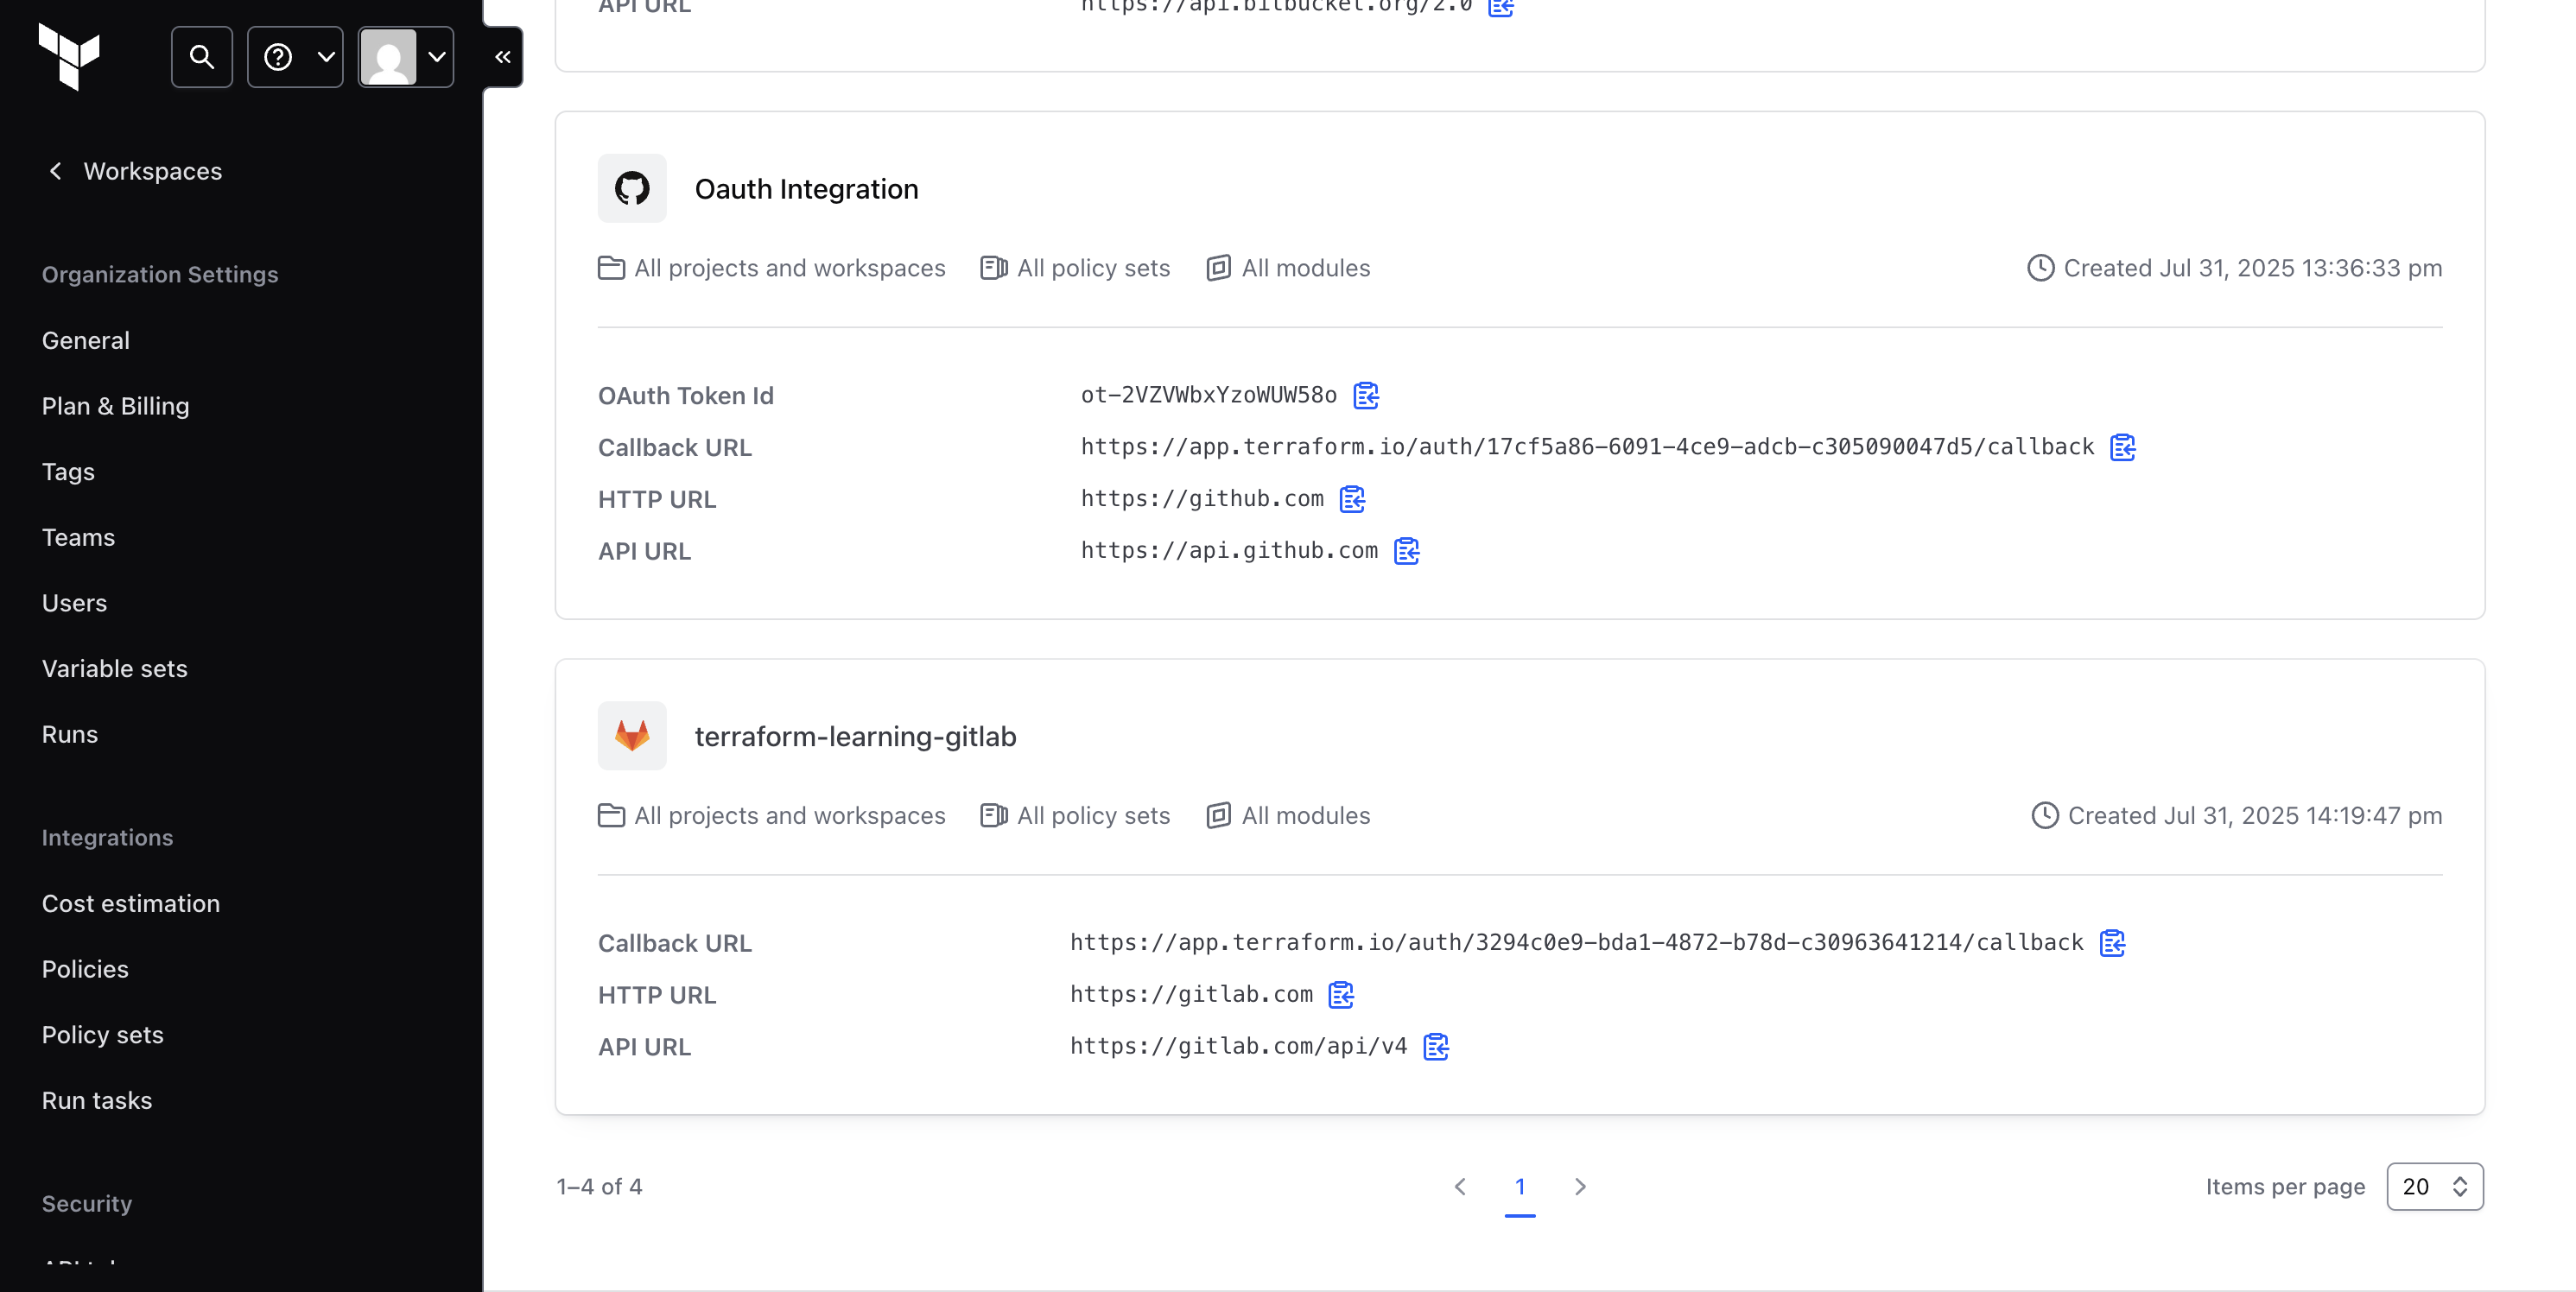 Workspaces
Organization Settings
General
Plan & Billing
Tags
Teams
Users
Variable sets
Runs
Integrations
Cost estimation
Policies
Policy sets
Run tasks
Security
API URL
https://api.bitbucket.org/2.0
Oauth Integration
All projects and workspaces All policy sets All modules Created Jul 31, 2025 13:36:33 pm
OAuth Token Id ot-2VZVWbxYzoWUW58o
Callback URL https://app.terraform.io/auth/17cf5a86-6091-4ce9-adcb-c305090047d5/callback
HTTP URL https://github.com
API URL https://api.github.com
terraform-learning-gitlab
All projects and workspaces All policy sets All modules Created Jul 31, 2025 14:19:47 pm
Callback URL https://app.terraform.io/auth/3294c0e9-bda1-4872-b78d-c30963641214/callback
HTTP URL https://gitlab.com
API URL https://gitlab.com/api/v4
1–4 of 4 1 Items per page 20